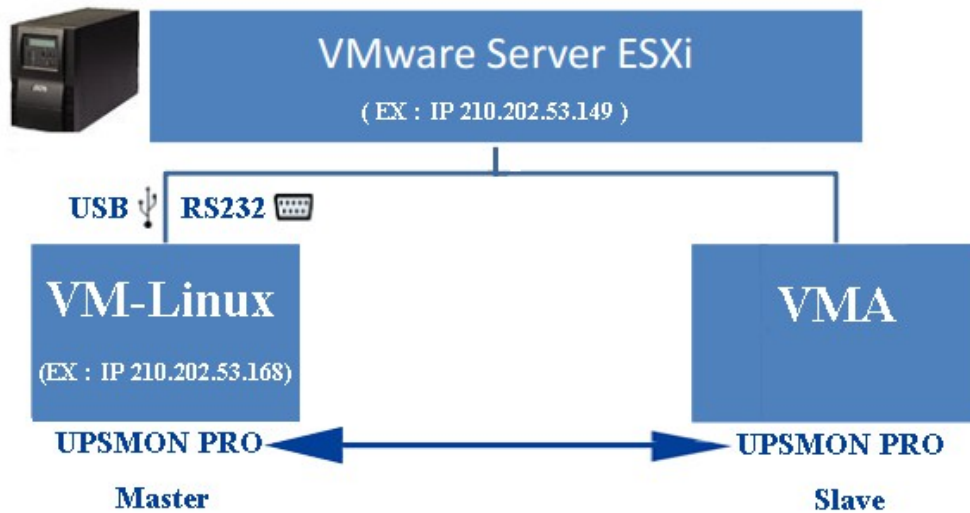 VMware Server ESXi
( EX : IP 210.202.53.149 )
USB RS232
VM-Linux
(EX : IP 210.202.53.168)
VMA
UPSMON PRO
UPSMON PRO
Master
Slave